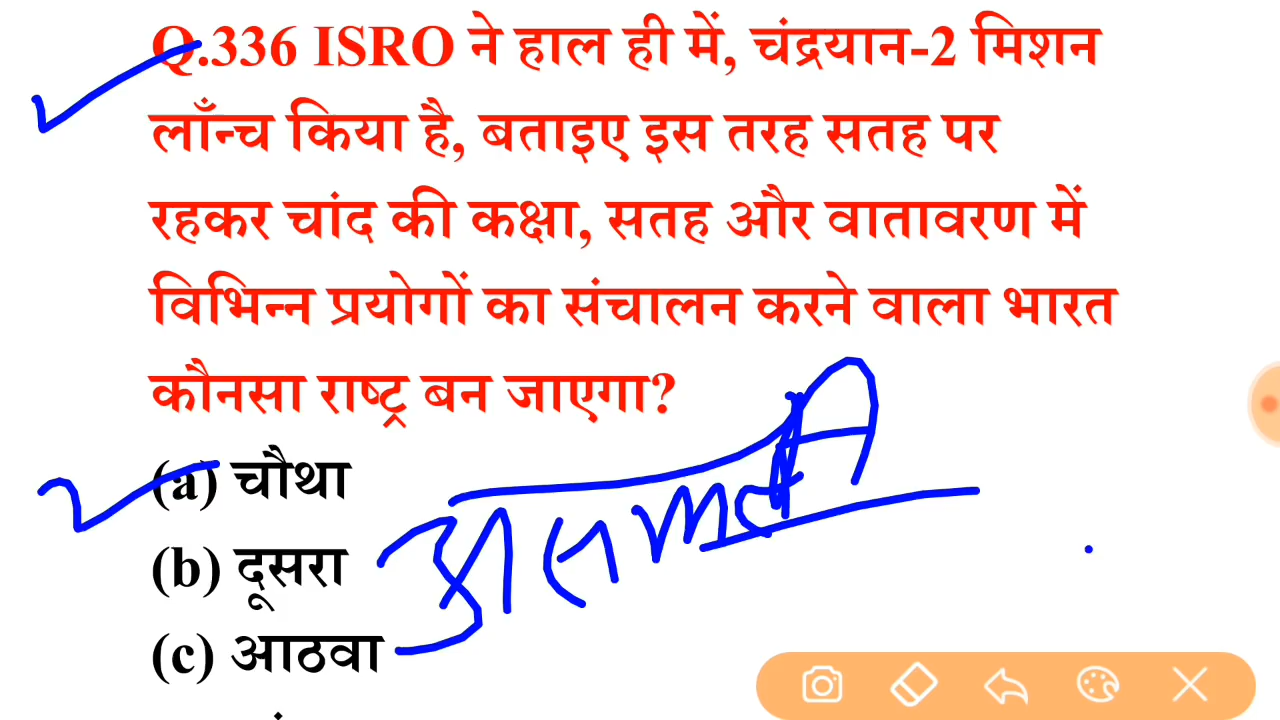 Q.336 ISRO ने हाल ही में, चंद्रयान-2 मिशन
लाँन्च किया है, बताइए इस तरह सतह पर
रहकर चांद की कक्षा, सतह और वातावरण में
विभिन्न प्रयोगों का संचालन करने वाला भारत
कौनसा राष्ट्र बन जाएगा?
(a) चौथा
(b) दूसरा
(c) आठवा